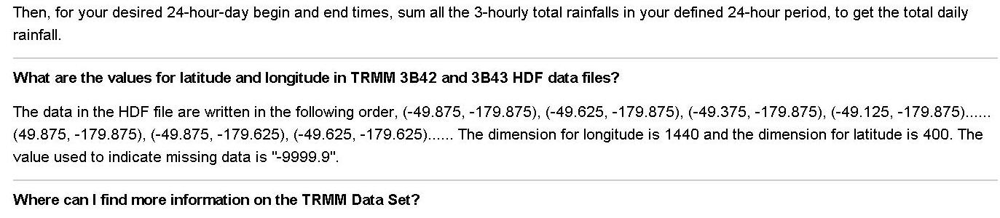 Then, for your desired 24-hour-day begin and end times, sum all the 3-hourly total rainfalls in your defined 24-hour period, to get the total daily
rainfall.
What are the values for latitude and longitude in TRMM 3B42 and 3B43 HDF data files?
The data in the HDF file are written in the following order, (-49.875, -179.875), (-49.625, -179.875), (-49.375, -179.875), (-49.125, -179.875)......
(49.875, -179.875), (-49.875, -179.625), (-49.625, -179.625)...... The dimension for longitude is 1440 and the dimension for latitude is 400. The
value used to indicate missing data is "-9999.9".
Where can I find more information on the TRMM Data Set?